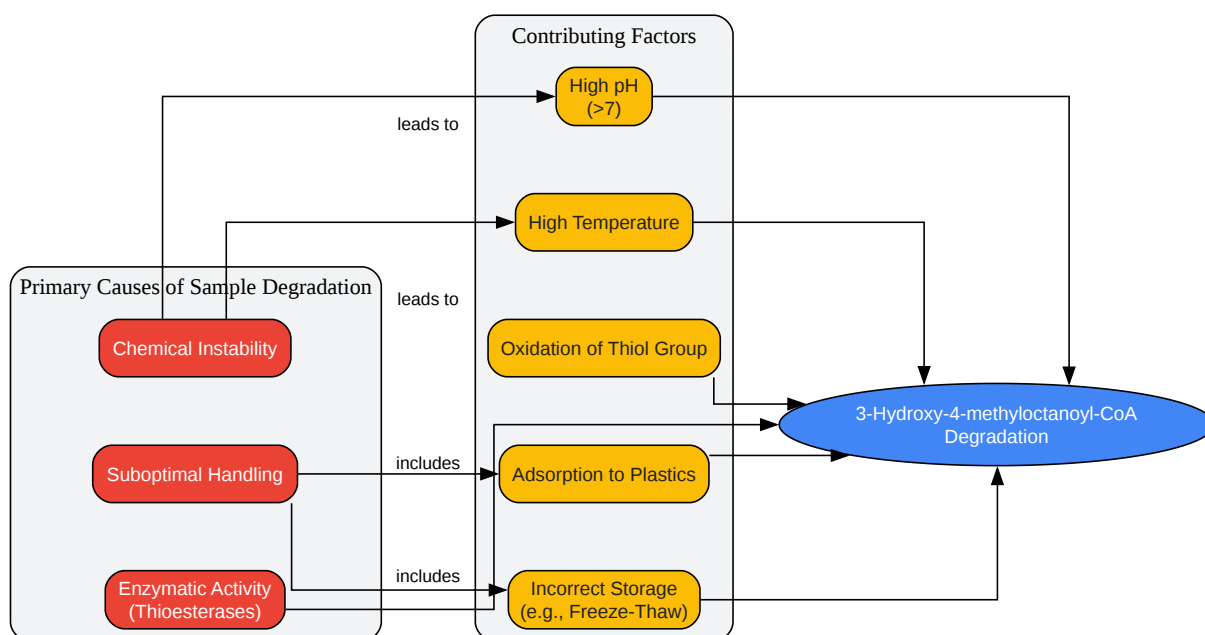 Contributing Factors
High pH
(>7)
leads to
High Temperature
Primary Causes of Sample Degradation
leads to
Chemical Instability
Oxidation of Thiol Group
3-Hydroxy-4-methyloctanoyl-CoA
Degradation
Suboptimal Handling
includes
Adsorption to Plastics
Enzymatic Activity
(Thioesterases)
includes
Incorrect Storage
(e.g., Freeze-Thaw)